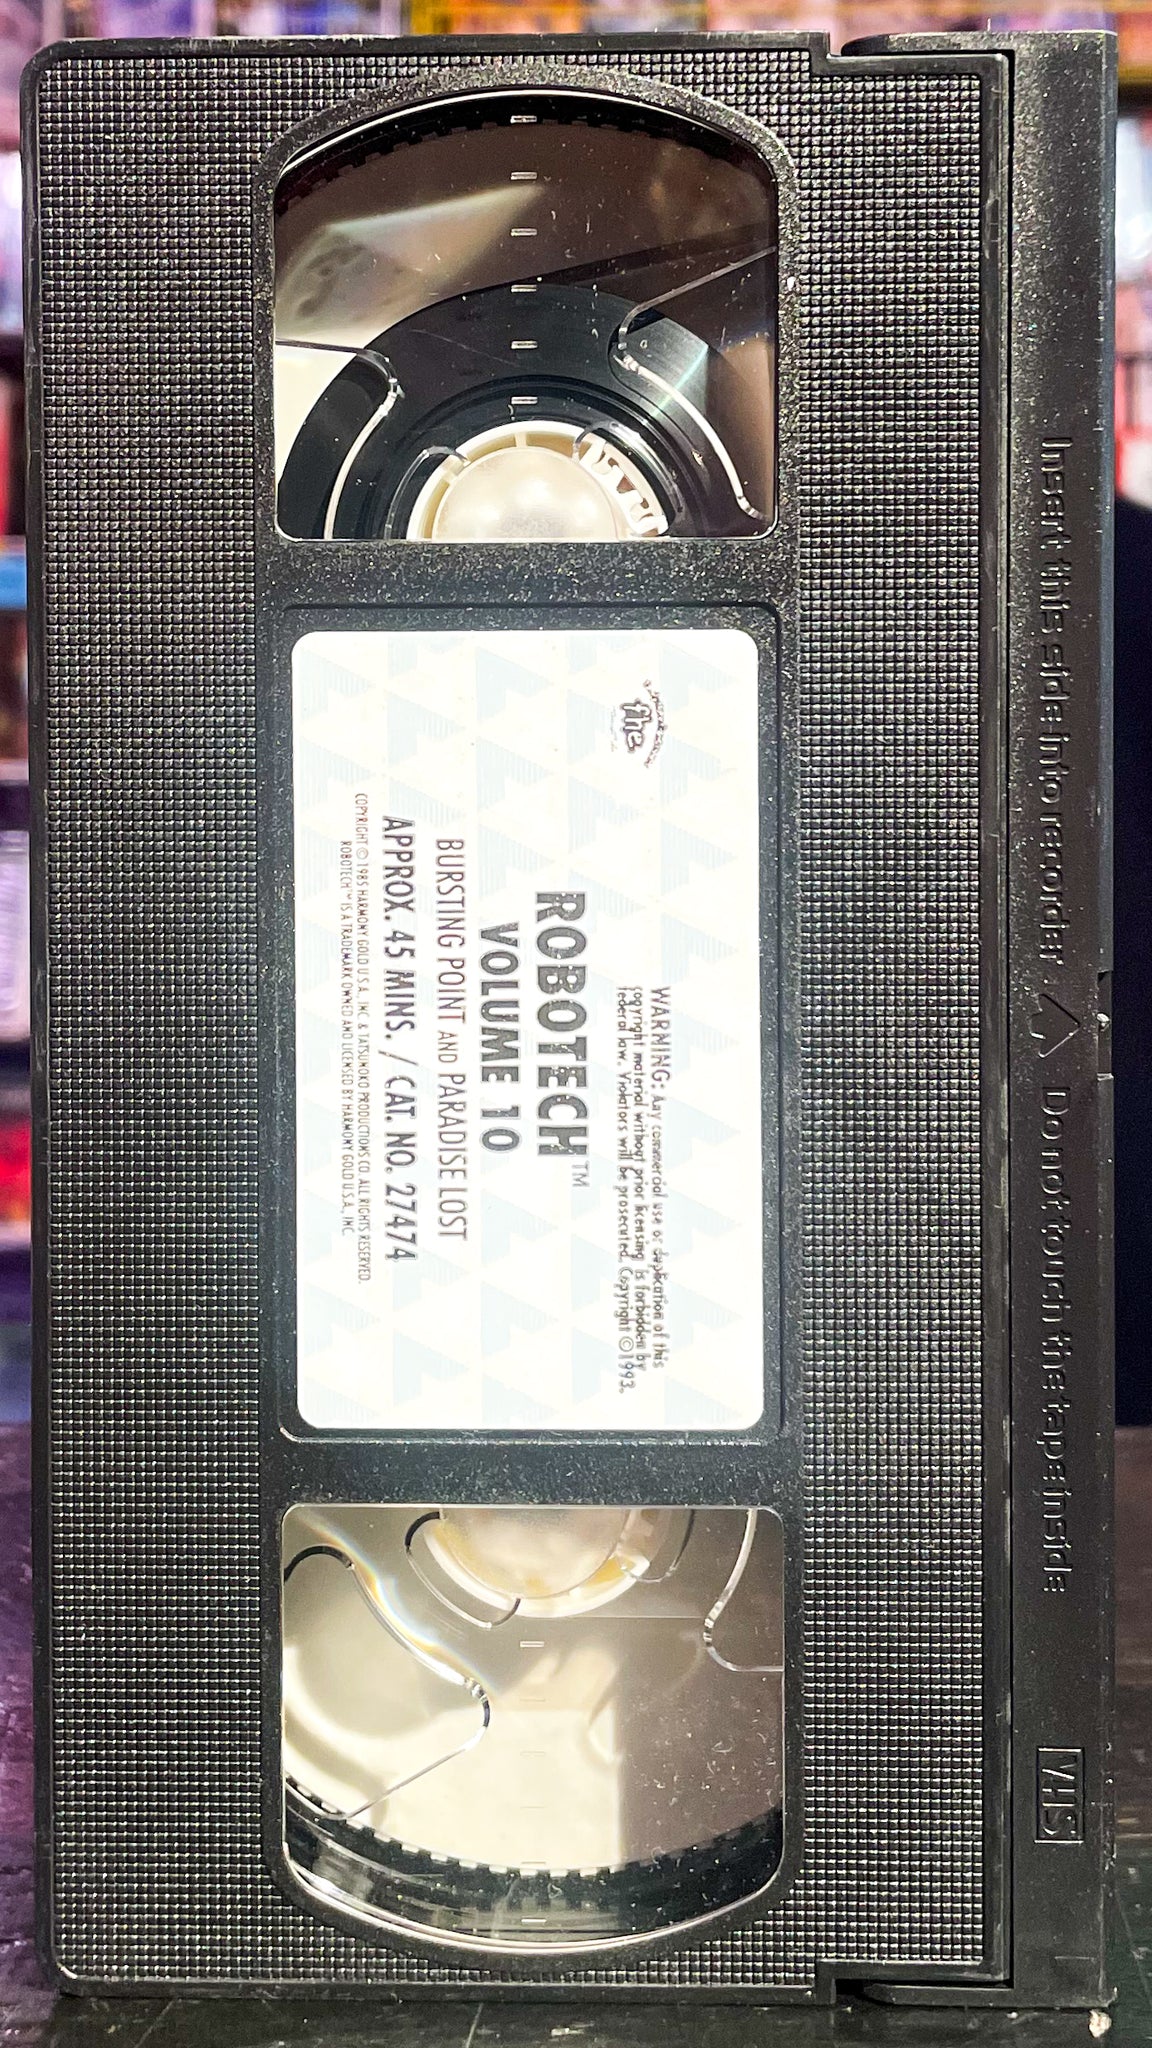 Insert this side into recorder △ Do not touch the tape inside
VHS
fhe
WARNING: Any commercial use or duplication of this
copyright material without prior licensing is forbidden by
federal law. Violators will be prosecuted. Copyright ©1993.
ROBOTECH™
VOLUME 10
BURSTING POINT AND PARADISE LOST
APPROX. 45 MINS. / CAT. NO. 27474
COPYRIGHT © 1985 HARMONY GOLD U.S.A., INC. & TATSUNOKO PRODUCTIONS CO. ALL RIGHTS RESERVED.
ROBOTECH™ IS A TRADEMARK OWNED AND LICENSED BY HARMONY GOLD U.S.A., INC.